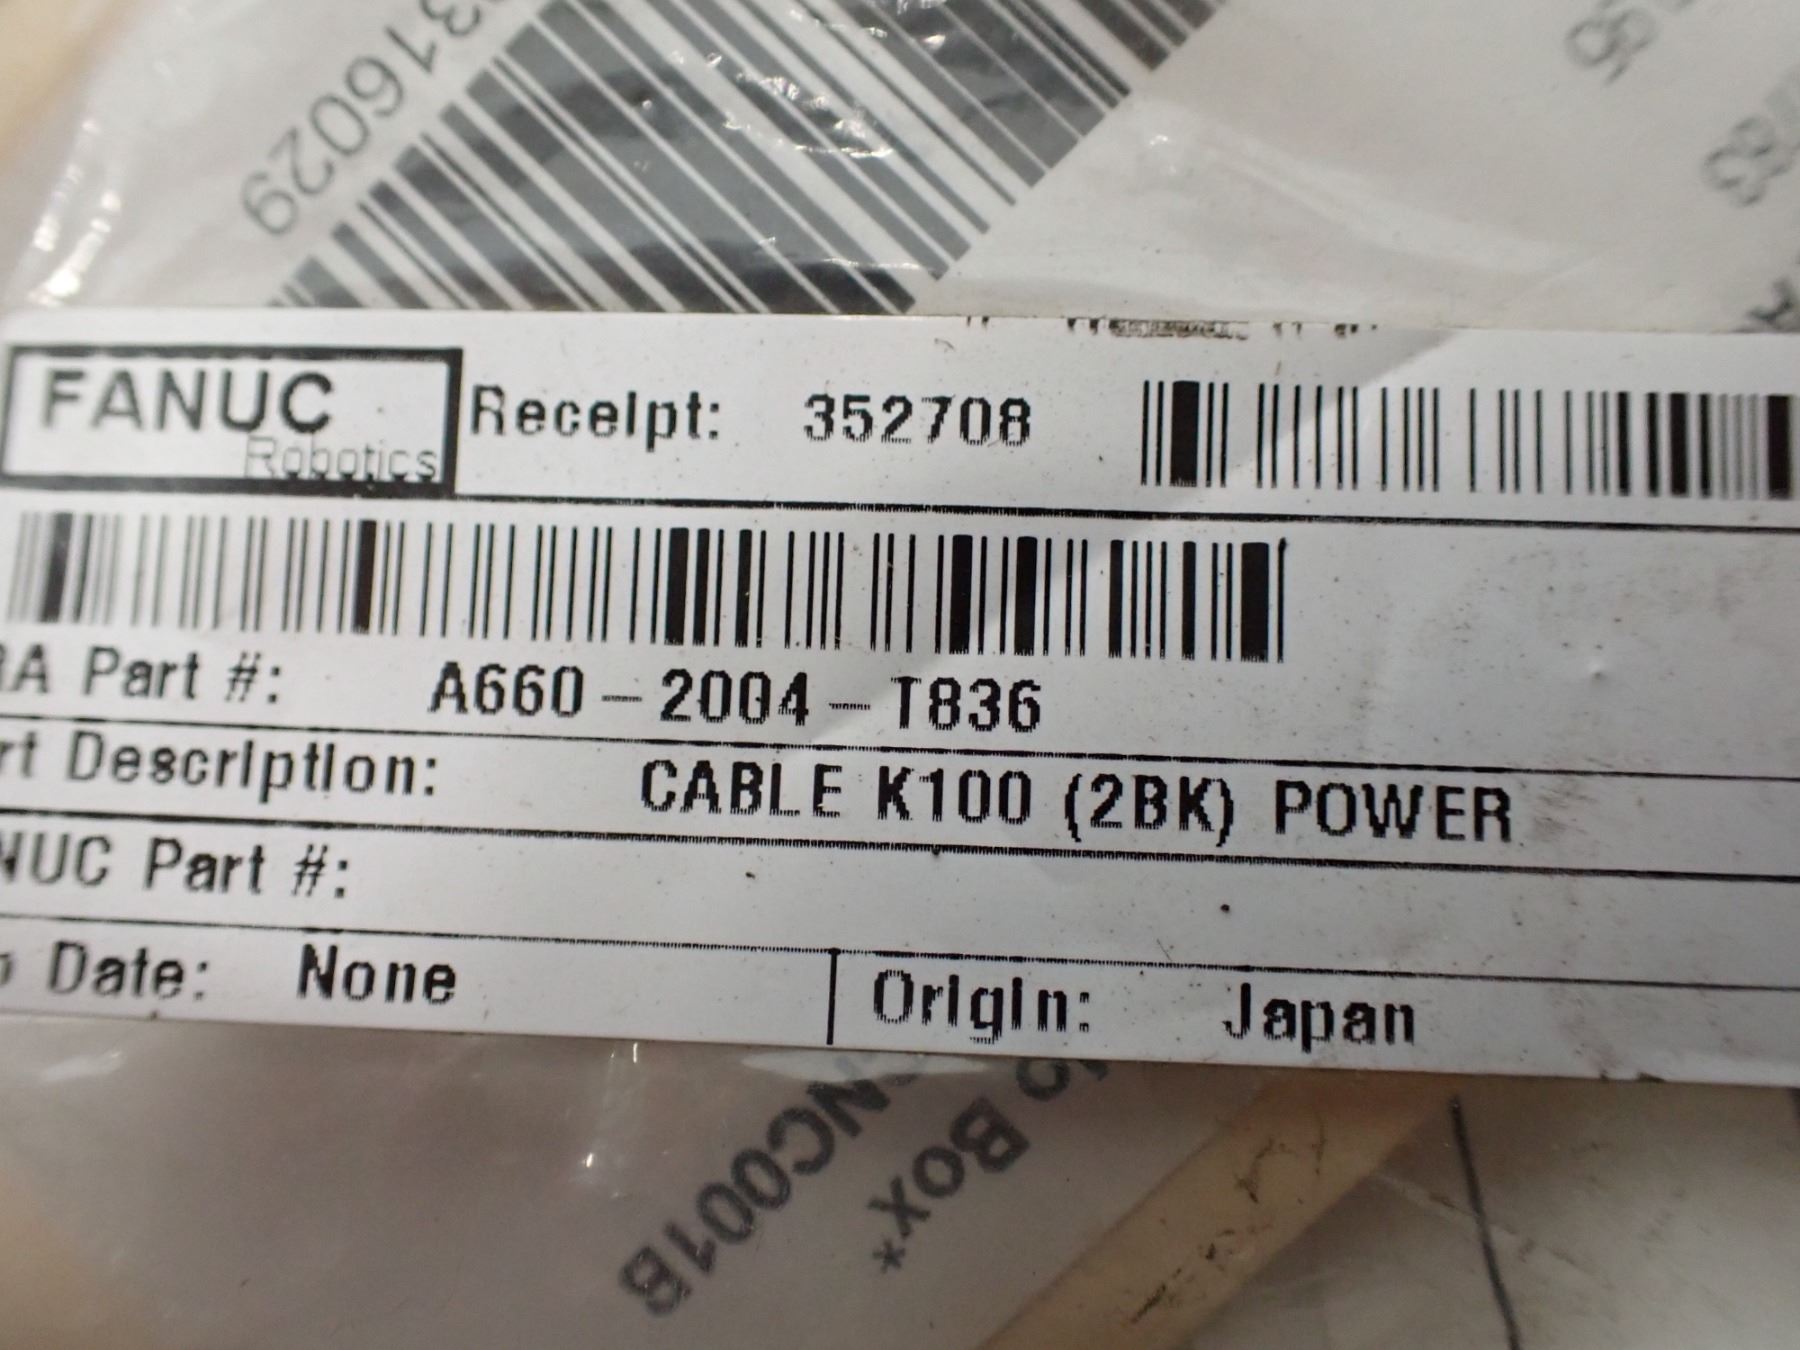 0316029
FANUC
Robotics
Receipt: 352708
RA Part #: A660-2004-T836
rt Description: CABLE K100 (2BK) POWER
NUC Part #:
Date: None
Origin: Japan
Box*
NC001B